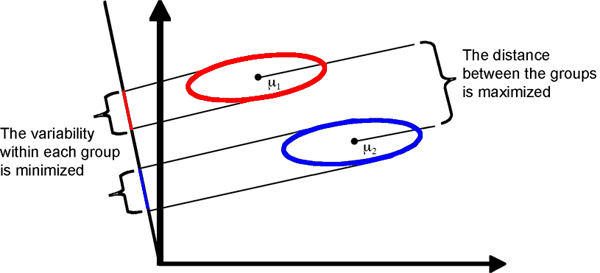 The distance
between the groups
is maximized
μ1
The variability
within each group
is minimized
μ2